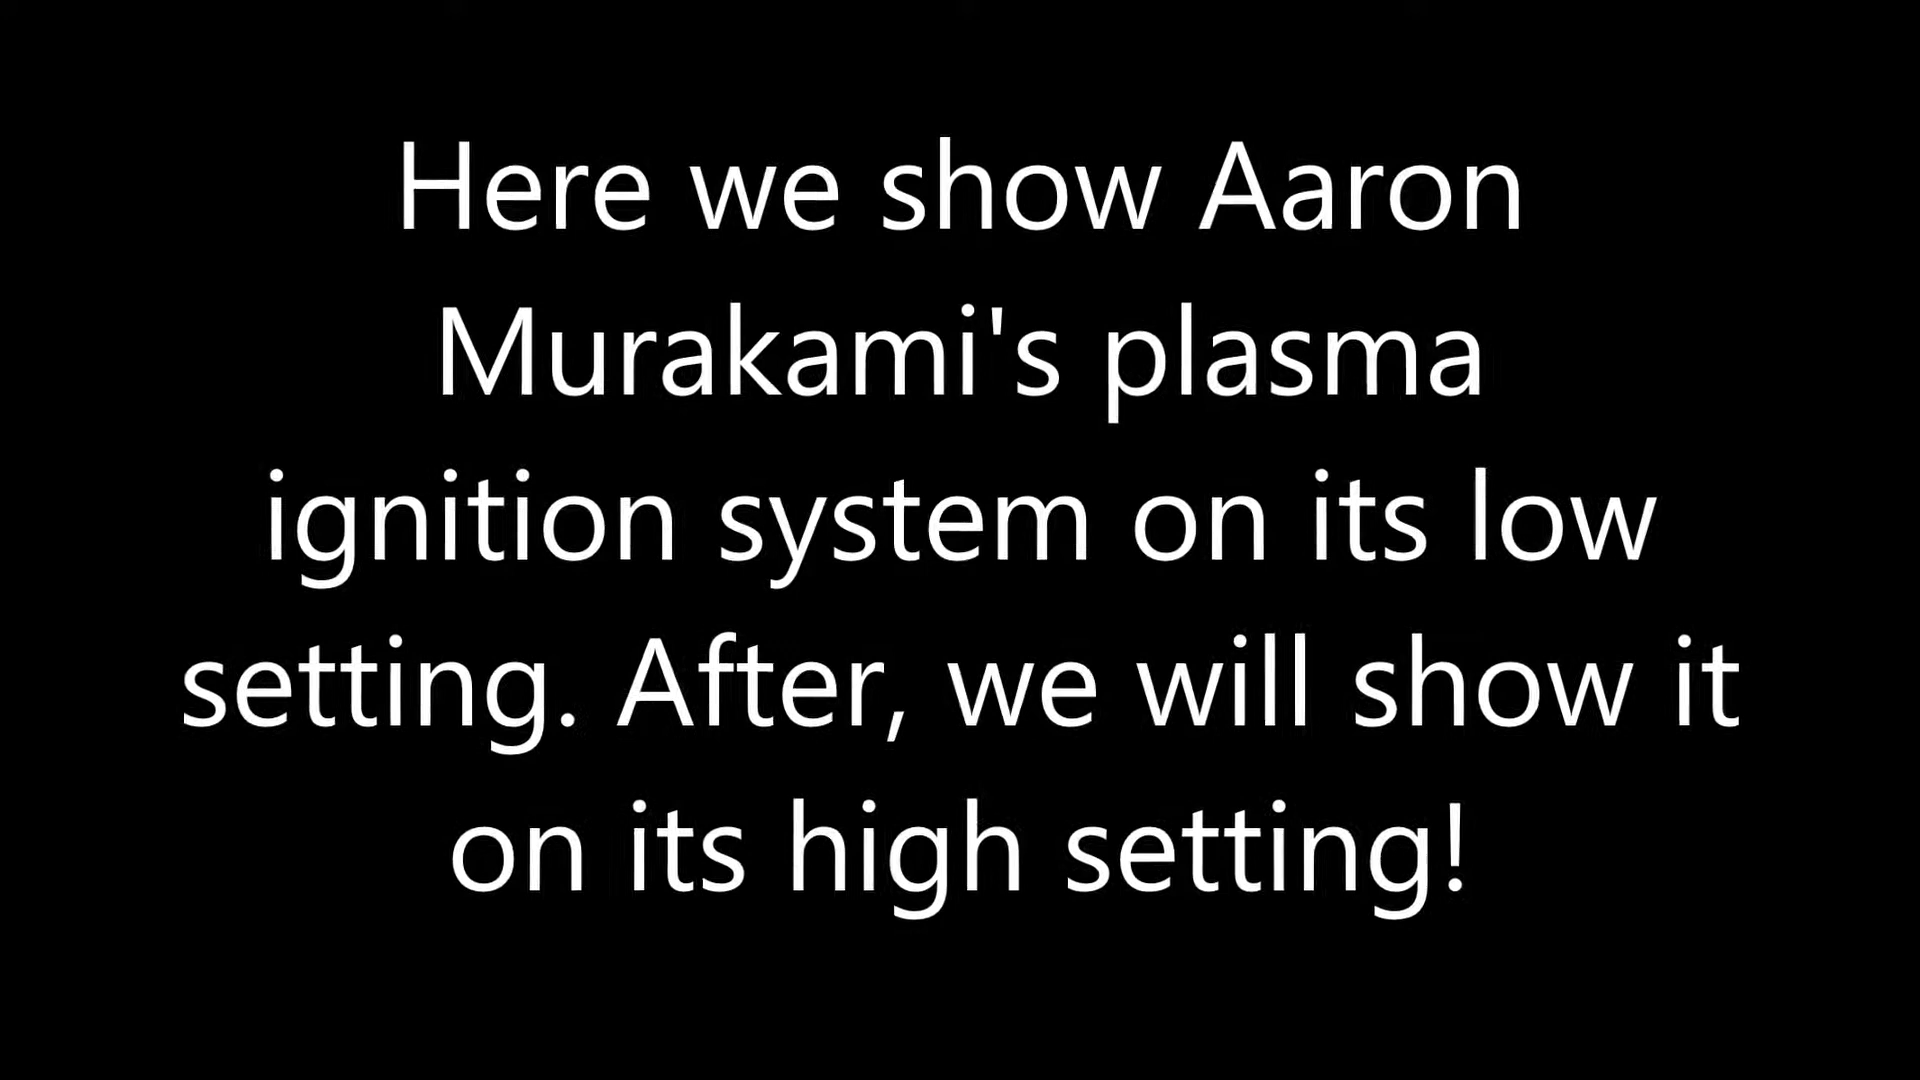 Here we show Aaron
Murakami's plasma
ignition system on its low
setting. After, we will show it
on its high setting!